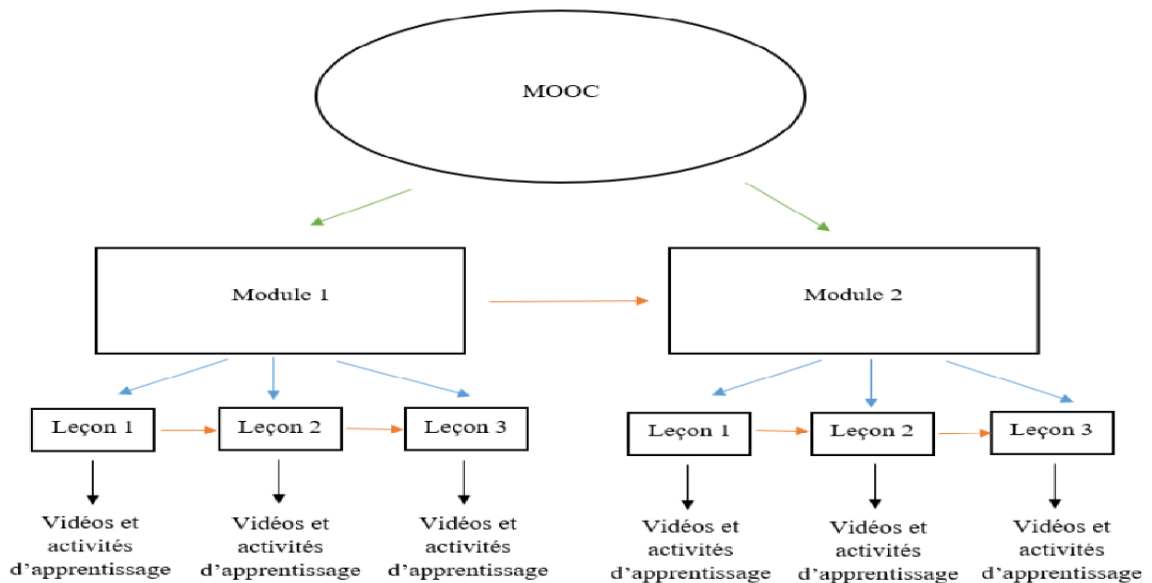 MOOC
Module 1
Module 2
Leçon 1
Leçon 2
Leçon 3
Leçon 1
Leçon 2
Leçon 3
Vidéos et
activités
d’apprentissage
Vidéos et
activités
d’apprentissage
Vidéos et
activités
d’apprentissage
Vidéos et
activités
d’apprentissage
Vidéos et
activités
d’apprentissage
Vidéos et
activités
d’apprentissage